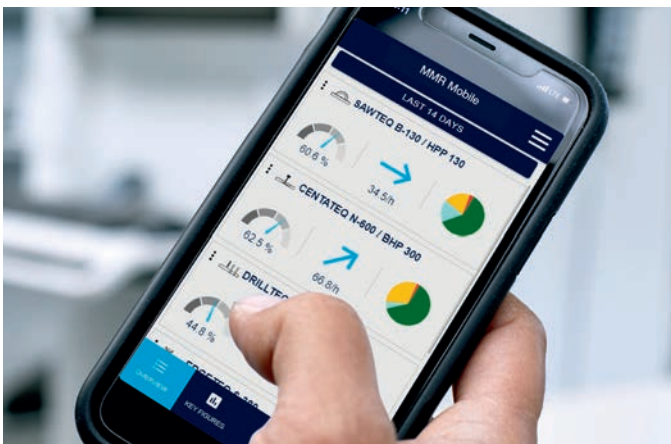 LTE
MMR Mobile
LAST 14 DAYS
SAWTEQ B-130 / HPP 130
60.6 %
34.5/h
CENTATEQ N-600 / BHP 300
62.5 %
66.8/h
DRILLTEQ
44.8 %
OVERVIEW
KEY FIGURES